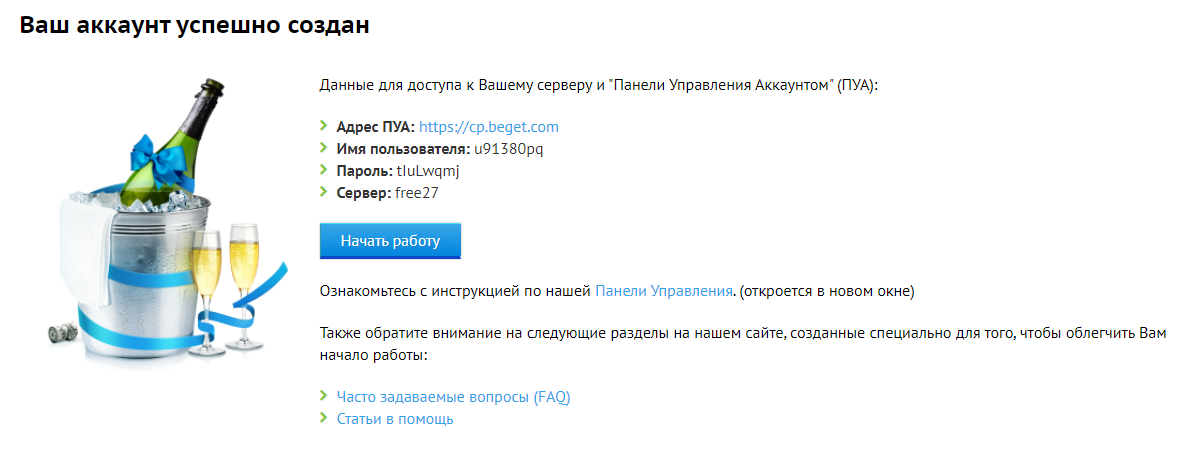 Ваш аккаунт успешно создан
Данные для доступа к Вашему серверу и "Панели Управления Аккаунтом" (ПУА):
Адрес ПУА: https://cp.beget.com
Имя пользователя: u91380pq
Пароль: tIuLwqmj
Сервер: free27
Начать работу
Ознакомьтесь с инструкцией по нашей Панели Управления. (откроется в новом окне)
Также обратите внимание на следующие разделы на нашем сайте, созданные специально для того, чтобы облегчить Вам
начало работы:
Часто задаваемые вопросы (FAQ)
Статьи в помощь